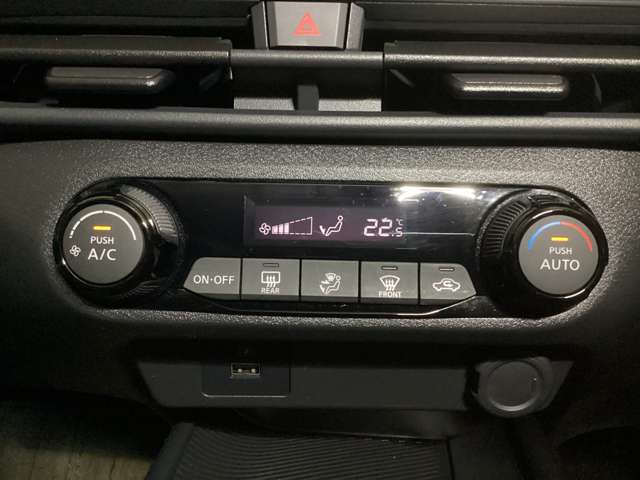 PUSH
A/C
22.5°C
PUSH
AUTO
ON·OFF
REAR
FRONT